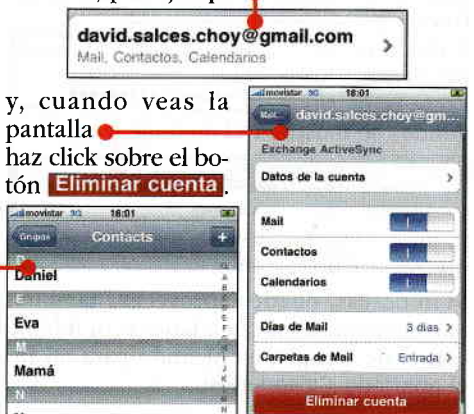 david.salces.choy@gmail.com
Mail, Contactos, Calendarios
y, cuando veas la
pantalla
haz click sobre el bo-
tón Eliminar cuenta.
movistar 3G 18:01
Grupos Contacts +
D
Daniel
E
Eva
M
Mamá
N
movistar 3G 18:01
Mail... david.salces.choy@gm...
Exchange ActiveSync
Datos de la cuenta
Mail
Contactos
Calendarios
Días de Mail 3 días
Carpetas de Mail Entrada
Eliminar cuenta